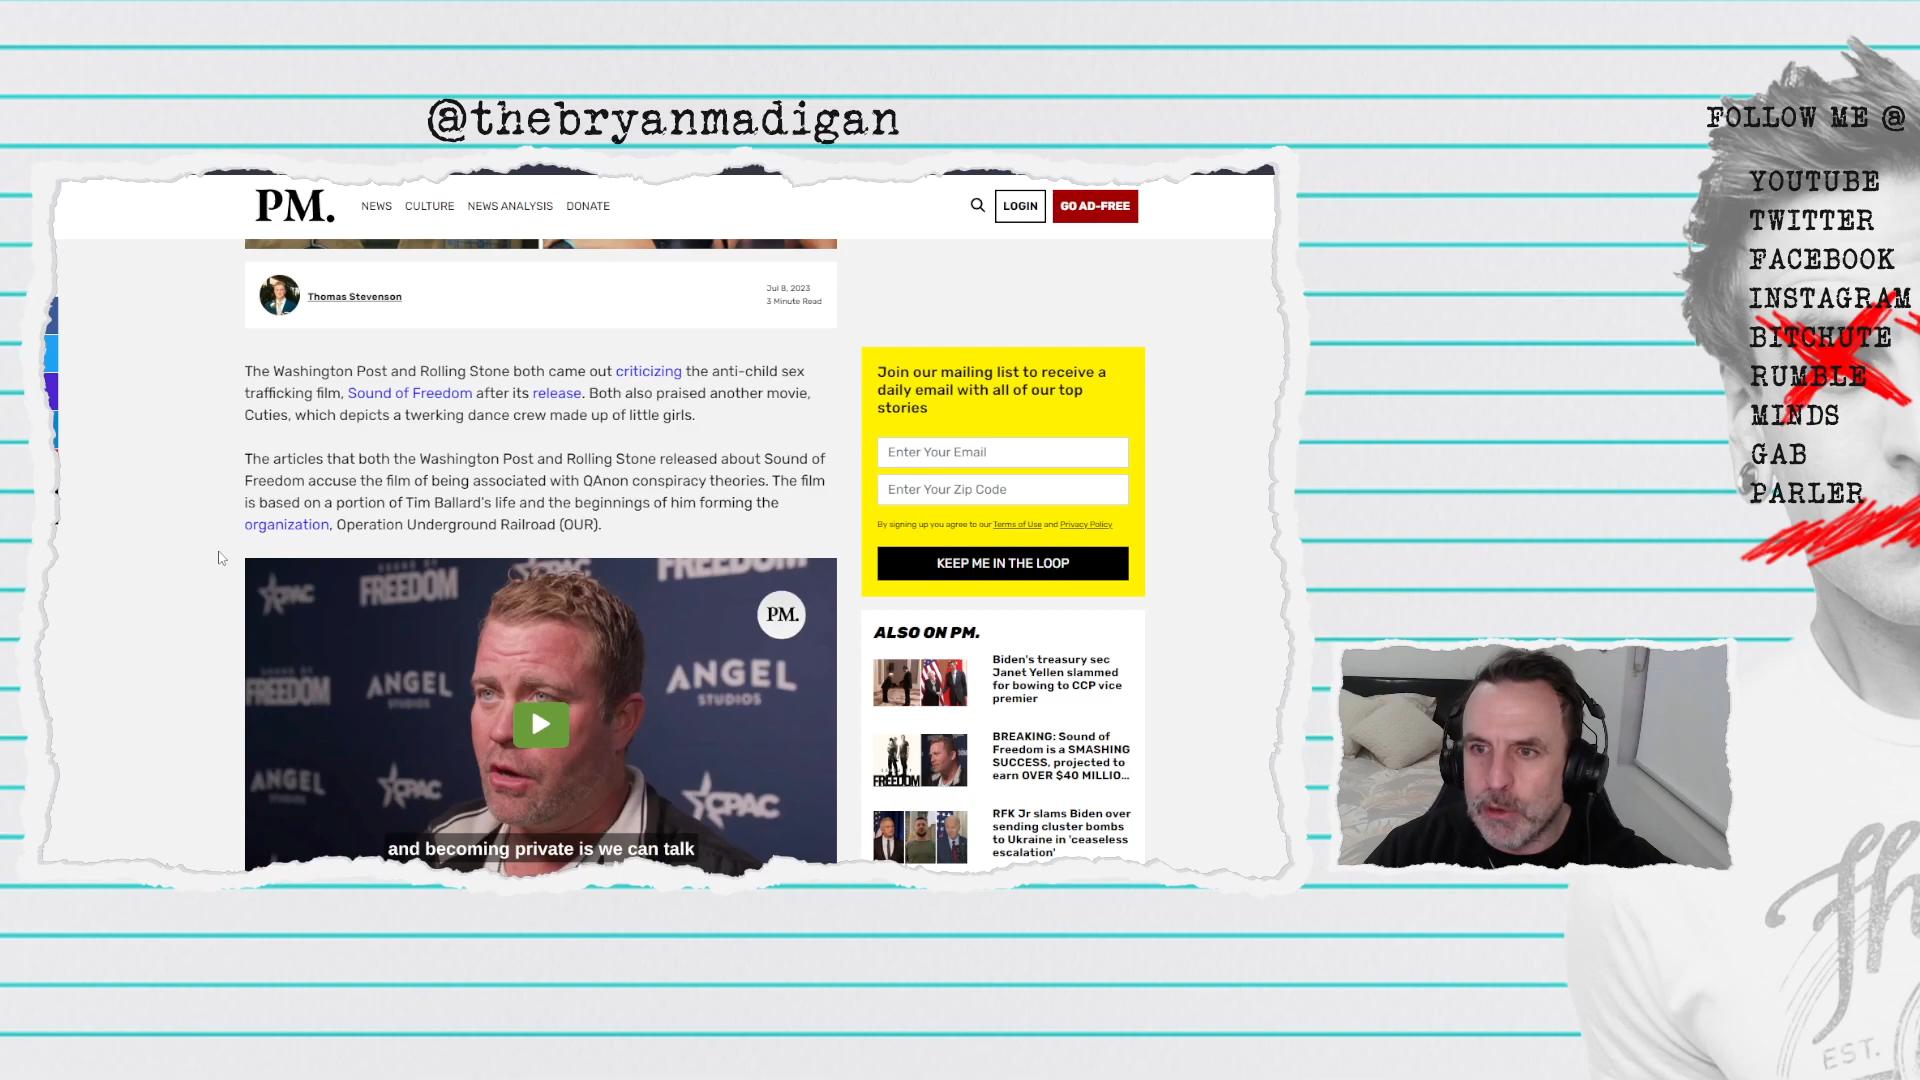 @thebryanmadigan
FOLLOW ME @
YOUTUBE
TWITTER
FACEBOOK
INSTAGRAM
BITCHUTE
RUMBLE
MINDS
GAB
PARLER
PM.
NEWS CULTURE NEWS ANALYSIS DONATE
LOGIN
GO AD-FREE
Thomas Stevenson
Jul 8, 2023
3 Minute Read
The Washington Post and Rolling Stone both came out criticizing the anti-child sex
trafficking film, Sound of Freedom after its release. Both also praised another movie,
Cuties, which depicts a twerking dance crew made up of little girls.
The articles that both the Washington Post and Rolling Stone released about Sound of
Freedom accuse the film of being associated with QAnon conspiracy theories. The film
is based on a portion of Tim Ballard's life and the beginnings of him forming the
organization, Operation Underground Railroad (OUR).
CPAC
SOUND OF
FREEDOM
CPAC
FREEDOM
PM.
FREEDOM
ANGEL
ANGEL
STUDIOS
ANGEL
CPAC
CPAC
and becoming private is we can talk
Join our mailing list to receive a
daily email with all of our top
stories
Enter Your Email
Enter Your Zip Code
By signing up you agree to our Terms of Use and Privacy Policy
KEEP ME IN THE LOOP
ALSO ON PM.
Biden's treasury sec
Janet Yellen slammed
for bowing to CCP vice
premier
FREEDOM
BREAKING: Sound of
Freedom is a SMASHING
SUCCESS, projected to
earn OVER $40 MILLIO...
RFK Jr slams Biden over
sending cluster bombs
to Ukraine in 'ceaseless
escalation'
EST.